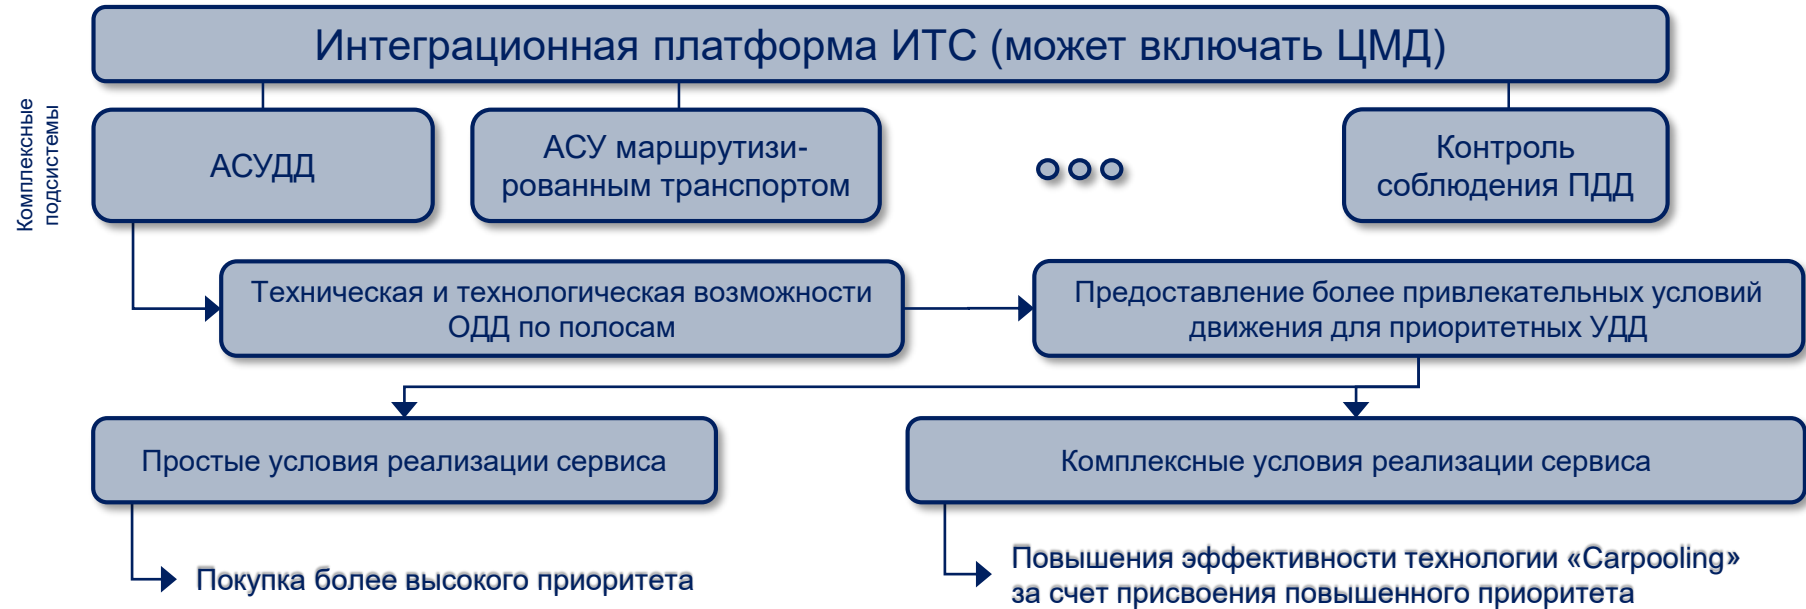 Интеграционная платформа ИТС (может включать ЦМД)
Комплексные
подсистемы
АСУДД
АСУ маршрутизи-
рованным транспортом
Контроль
соблюдения ПДД
Техническая и технологическая возможности
ОДД по полосам
Предоставление более привлекательных условий
движения для приоритетных УДД
Простые условия реализации сервиса
Комплексные условия реализации сервиса
Покупка более высокого приоритета
Повышения эффективности технологии «Carpooling»
за счет присвоения повышенного приоритета